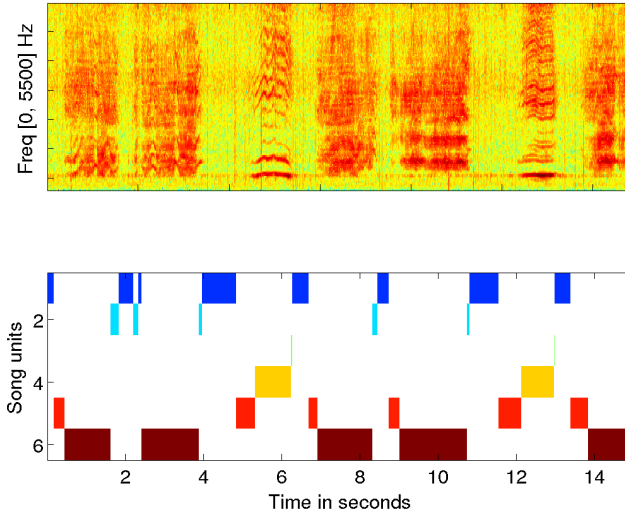 Freq [0, 5500] Hz
Song units
2
4
6
2 4 6 8 10 12 14
Time in seconds